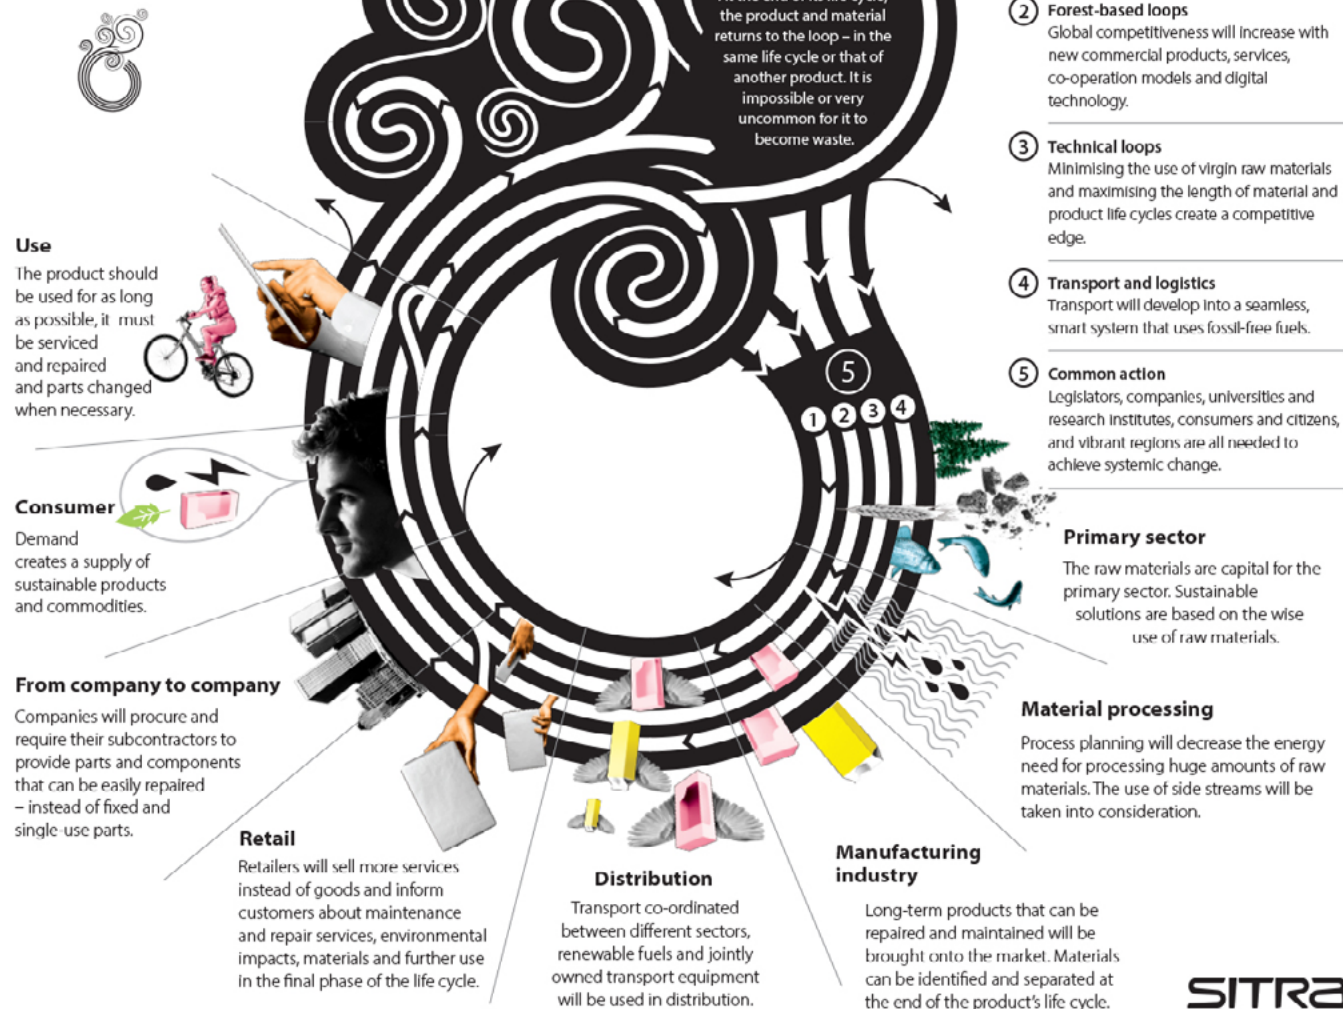 At the end of its life cycle,
the product and material
returns to the loop – in the
same life cycle or that of
another product. It is
impossible or very
uncommon for it to
become waste.
2 Forest-based loops
Global competitiveness will increase with
new commercial products, services,
co-operation models and digital
technology.
3 Technical loops
Minimising the use of virgin raw materials
and maximising the length of material and
product life cycles create a competitive
edge.
4 Transport and logistics
Transport will develop into a seamless,
smart system that uses fossil-free fuels.
5 Common action
Legislators, companies, universities and
research institutes, consumers and citizens,
and vibrant regions are all needed to
achieve systemic change.
5
1 2 3 4
Primary sector
The raw materials are capital for the
primary sector. Sustainable
solutions are based on the wise
use of raw materials.
Material processing
Process planning will decrease the energy
need for processing huge amounts of raw
materials. The use of side streams will be
taken into consideration.
Manufacturing
industry
Long-term products that can be
repaired and maintained will be
brought onto the market. Materials
can be identified and separated at
the end of the product's life cycle.
Distribution
Transport co-ordinated
between different sectors,
renewable fuels and jointly
owned transport equipment
will be used in distribution.
Retail
Retailers will sell more services
instead of goods and inform
customers about maintenance
and repair services, environmental
impacts, materials and further use
in the final phase of the life cycle.
From company to company
Companies will procure and
require their subcontractors to
provide parts and components
that can be easily repaired
– instead of fixed and
single-use parts.
Consumer
Demand
creates a supply of
sustainable products
and commodities.
Use
The product should
be used for as long
as possible, it must
be serviced
and repaired
and parts changed
when necessary.
SITRA